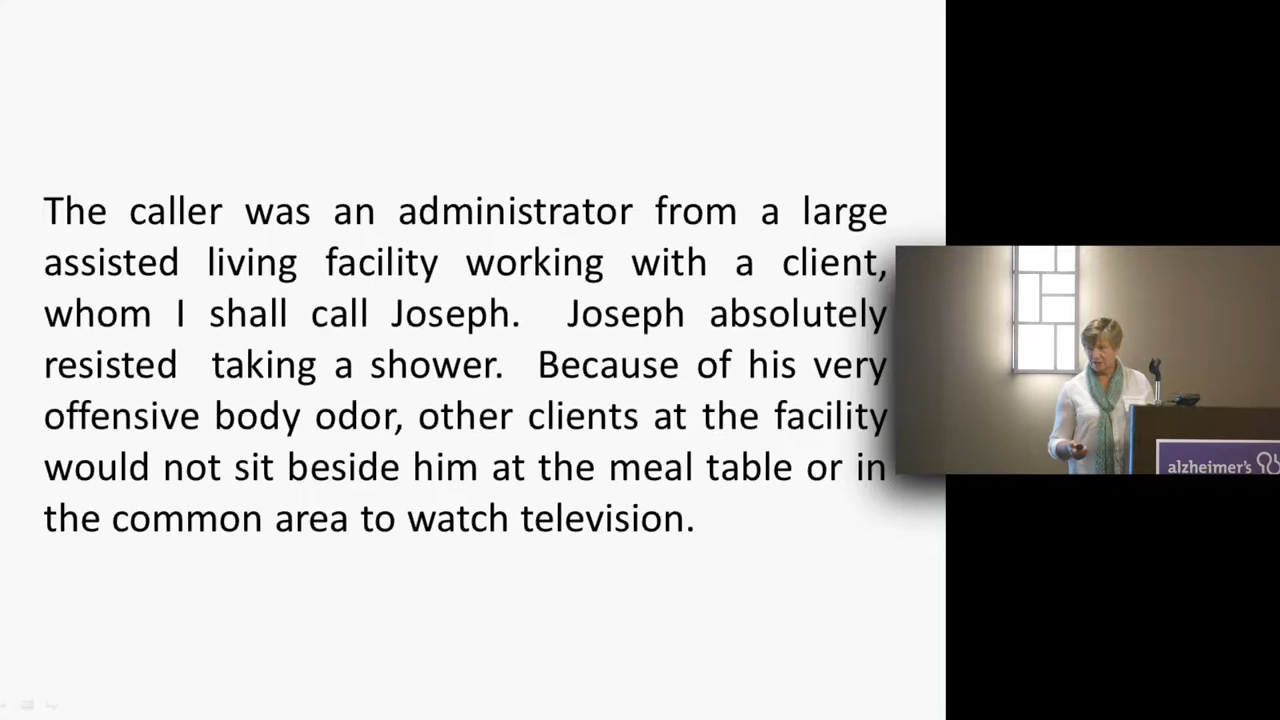 The caller was an administrator from a large
assisted living facility working with a client,
whom I shall call Joseph. Joseph absolutely
resisted taking a shower. Because of his very
offensive body odor, other clients at the facility
would not sit beside him at the meal table or in
the common area to watch television.
alzheimer's